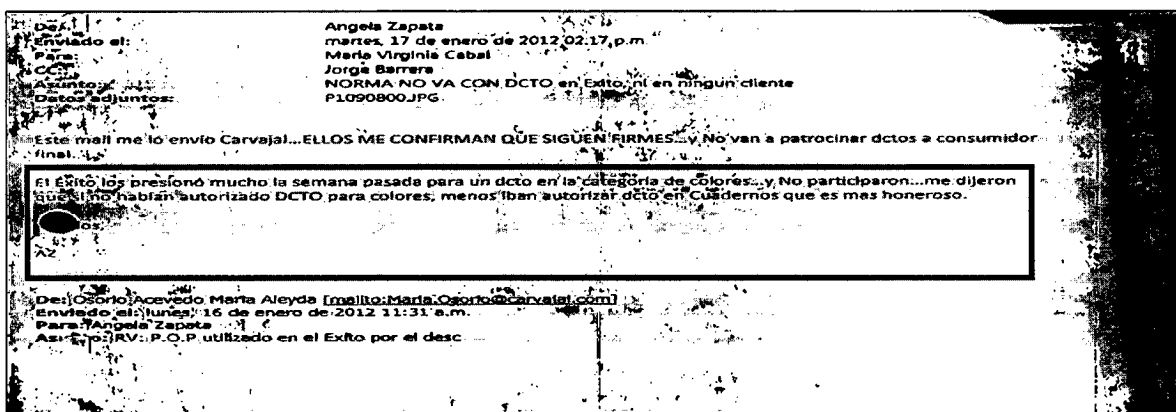 De: Angela Zapata
Enviado el: martes, 17 de enero de 2012 02:17 p.m.
Para: Maria Virginia Cabal
CC: Jorge Barrera
Asunto: NORMA NO VA CON DCTO en Exito, ni en ningun cliente
Datos adjuntos: P1090800.JPG
Este mail me lo envío Carvajal...ELLOS ME CONFIRMAN QUE SIGUEN FIRMES...y No van a patrocinar dctos a consumidor
final...
El Exito los presionó mucho la semana pasada para un dcto en la categoría de colores...y No participaron...me dijeron
que si no habían autorizado DCTO para colores, menos iban autorizar dcto en Cuadernos que es mas honeroso.
AZ
De: Osorio Acevedo Maria Aleyda [mailto:Maria.Osorio@carvajal.com]
Enviado el: lunes, 16 de enero de 2012 11:31 a.m.
Para: Angela Zapata
Asunto: RV: P.O.P utilizado en el Exito por el desc